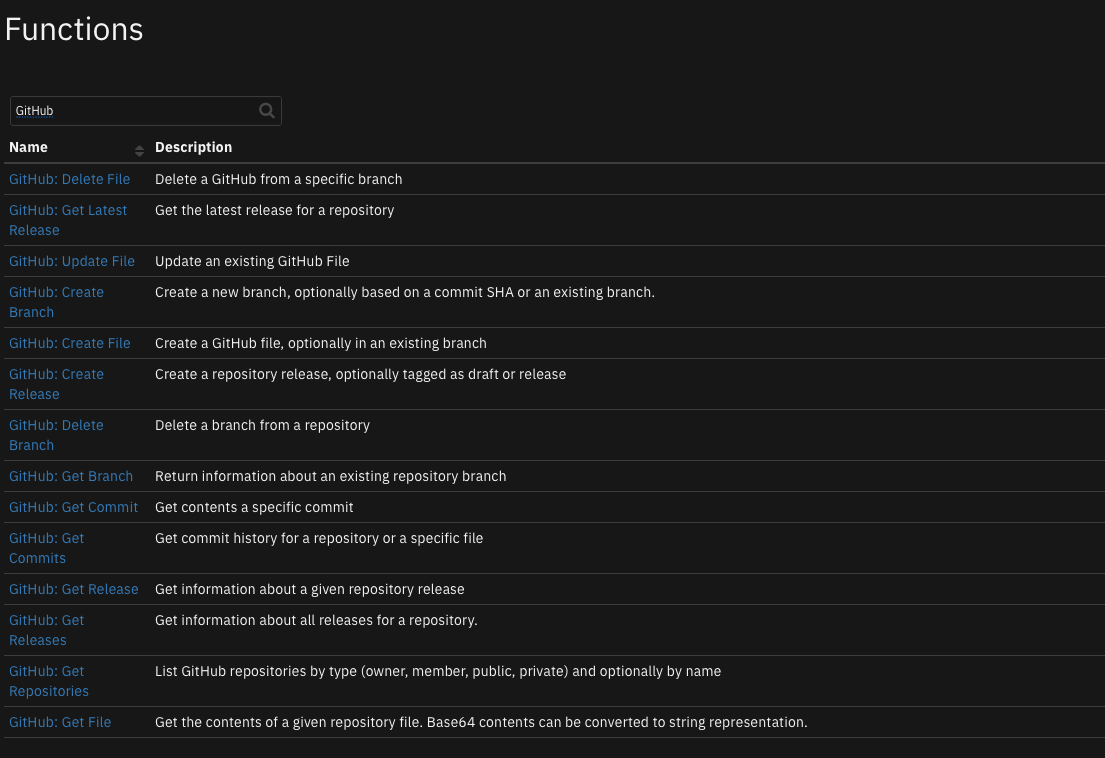 Functions
GitHub
Name Description
GitHub: Delete File Delete a GitHub from a specific branch
GitHub: Get Latest Get the latest release for a repository
Release
GitHub: Update File Update an existing GitHub File
GitHub: Create Create a new branch, optionally based on a commit SHA or an existing branch.
Branch
GitHub: Create File Create a GitHub file, optionally in an existing branch
GitHub: Create Create a repository release, optionally tagged as draft or release
Release
GitHub: Delete Delete a branch from a repository
Branch
GitHub: Get Branch Return information about an existing repository branch
GitHub: Get Commit Get contents a specific commit
GitHub: Get Get commit history for a repository or a specific file
Commits
GitHub: Get Release Get information about a given repository release
GitHub: Get Get information about all releases for a repository.
Releases
GitHub: Get List GitHub repositories by type (owner, member, public, private) and optionally by name
Repositories
GitHub: Get File Get the contents of a given repository file. Base64 contents can be converted to string representation.